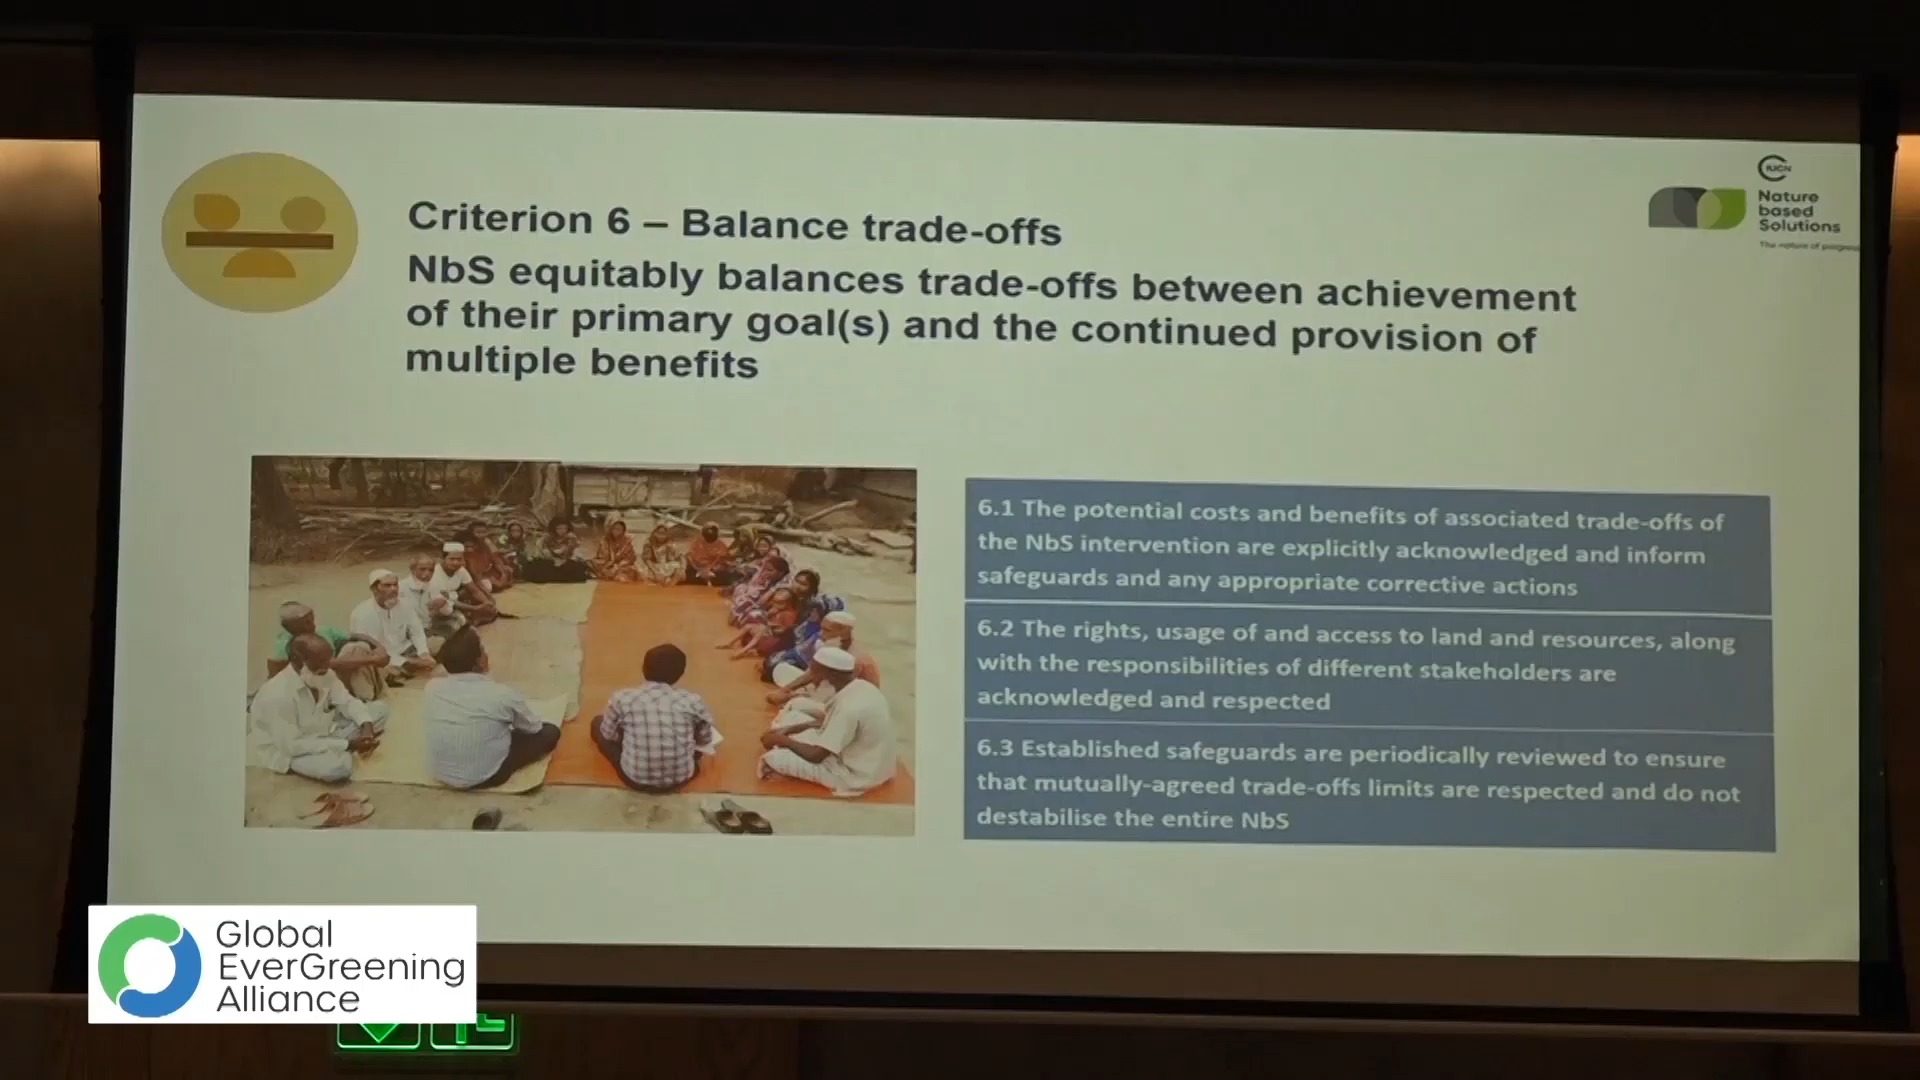 Criterion 6 – Balance trade-offs
NbS equitably balances trade-offs between achievement
of their primary goal(s) and the continued provision of
multiple benefits
IUCN
Nature
based
Solutions
The nature of progress
6.1 The potential costs and benefits of associated trade-offs of
the NbS intervention are explicitly acknowledged and inform
safeguards and any appropriate corrective actions
6.2 The rights, usage of and access to land and resources, along
with the responsibilities of different stakeholders are
acknowledged and respected
6.3 Established safeguards are periodically reviewed to ensure
that mutually-agreed trade-offs limits are respected and do not
destabilise the entire NbS
Global
EverGreening
Alliance